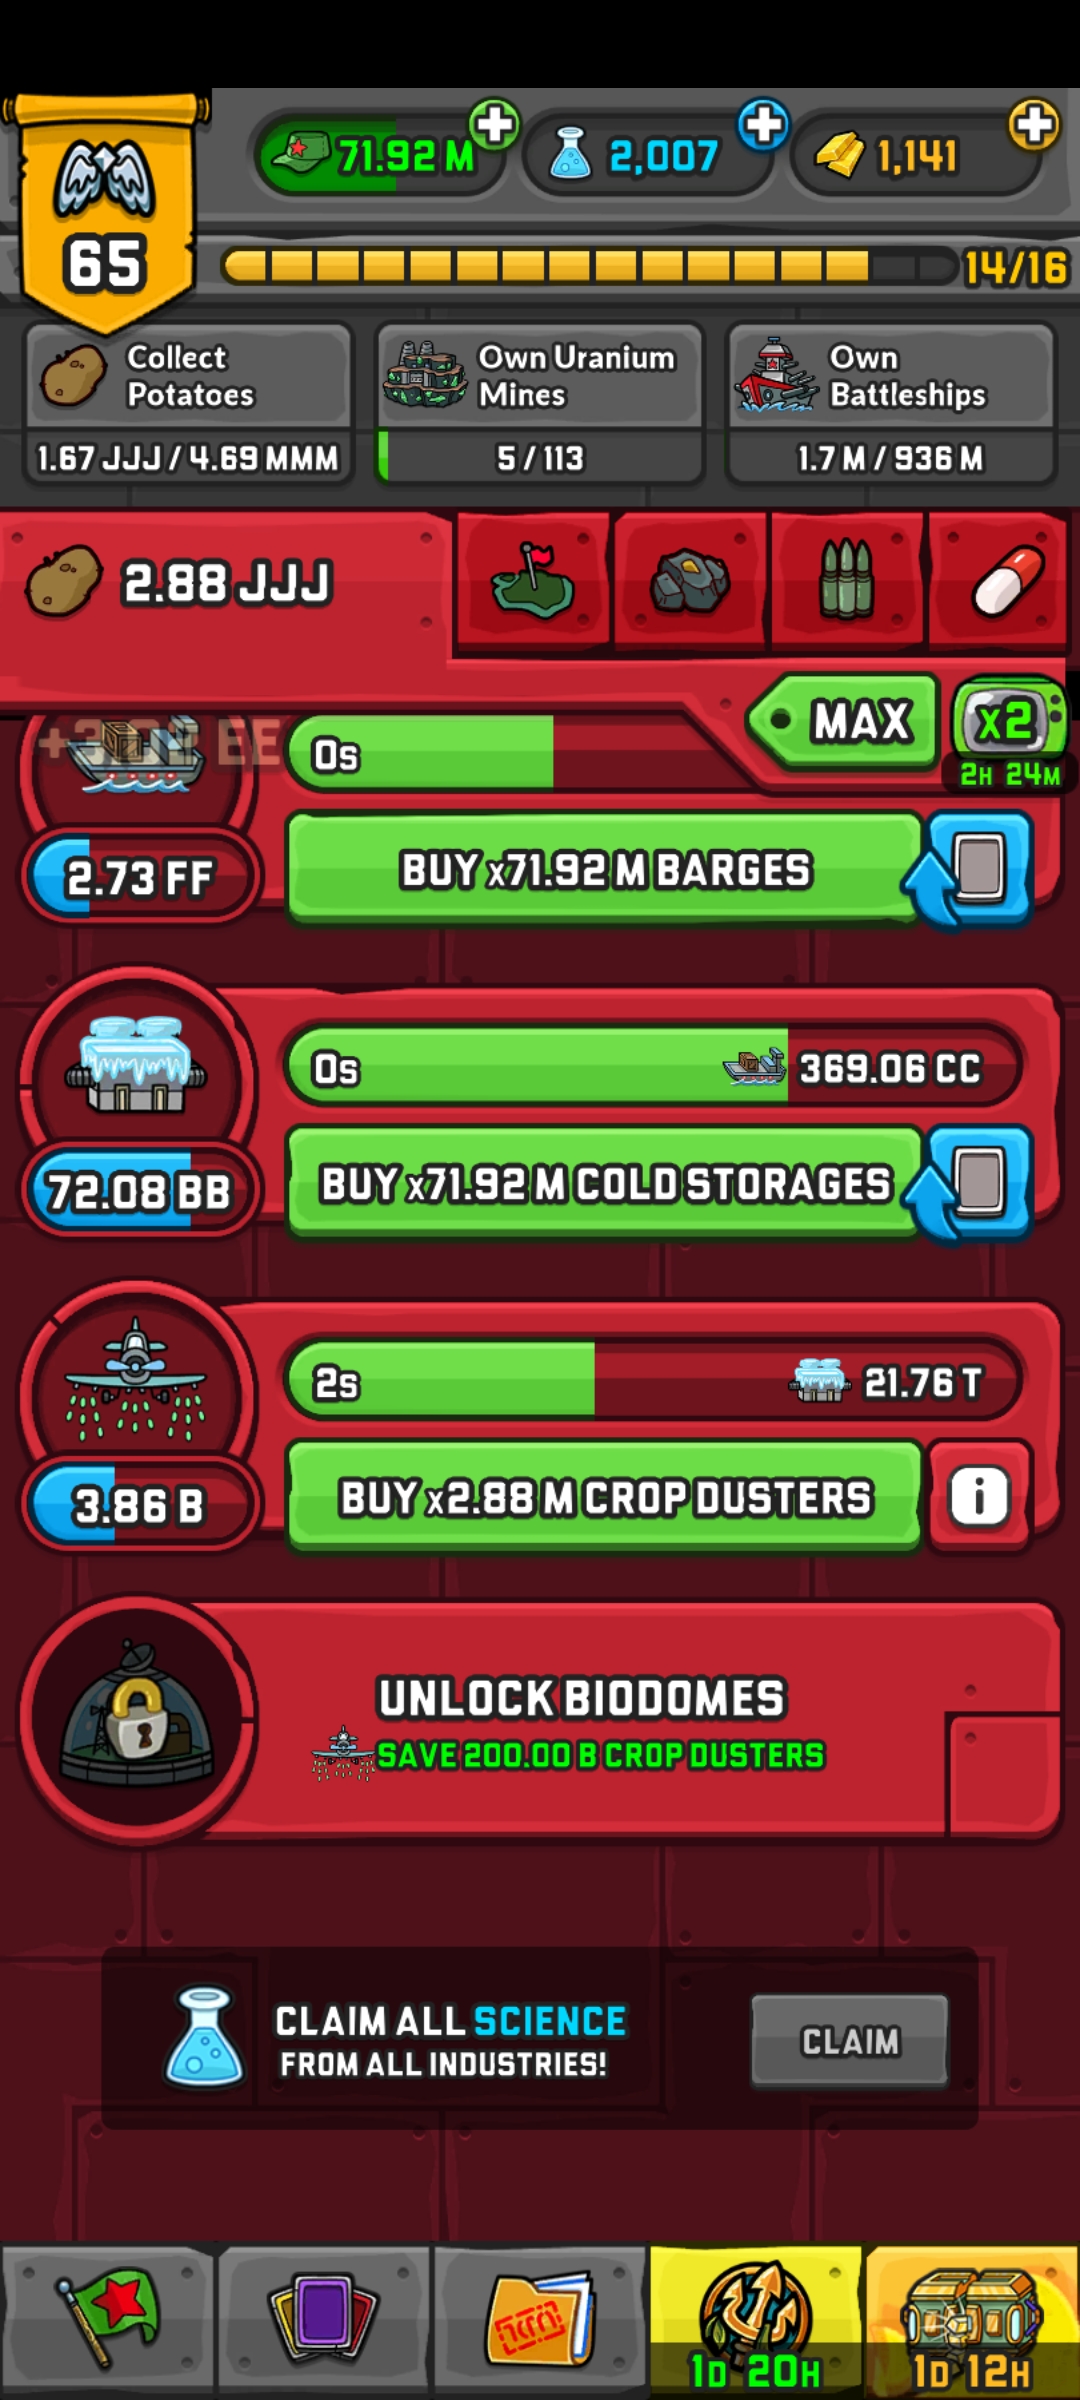 65
71.92 M
2,007
1,141
14/16
Collect
Potatoes
1.67 JJJ / 4.69 MMM
Own Uranium
Mines
5 / 113
Own
Battleships
1.7 M / 936 M
2.88 JJJ
MAX
x2
2H 24M
EE
0s
2.73 FF
BUY x71.92 M BARGES
0s
369.06 CC
72.08 BB
BUY x71.92 M COLD STORAGES
2s
21.76 T
3.86 B
BUY x2.88 M CROP DUSTERS
i
UNLOCK BIODOMES
SAVE 200.00 B CROP DUSTERS
CLAIM ALL SCIENCE
FROM ALL INDUSTRIES!
CLAIM
1D 20H
1D 12H